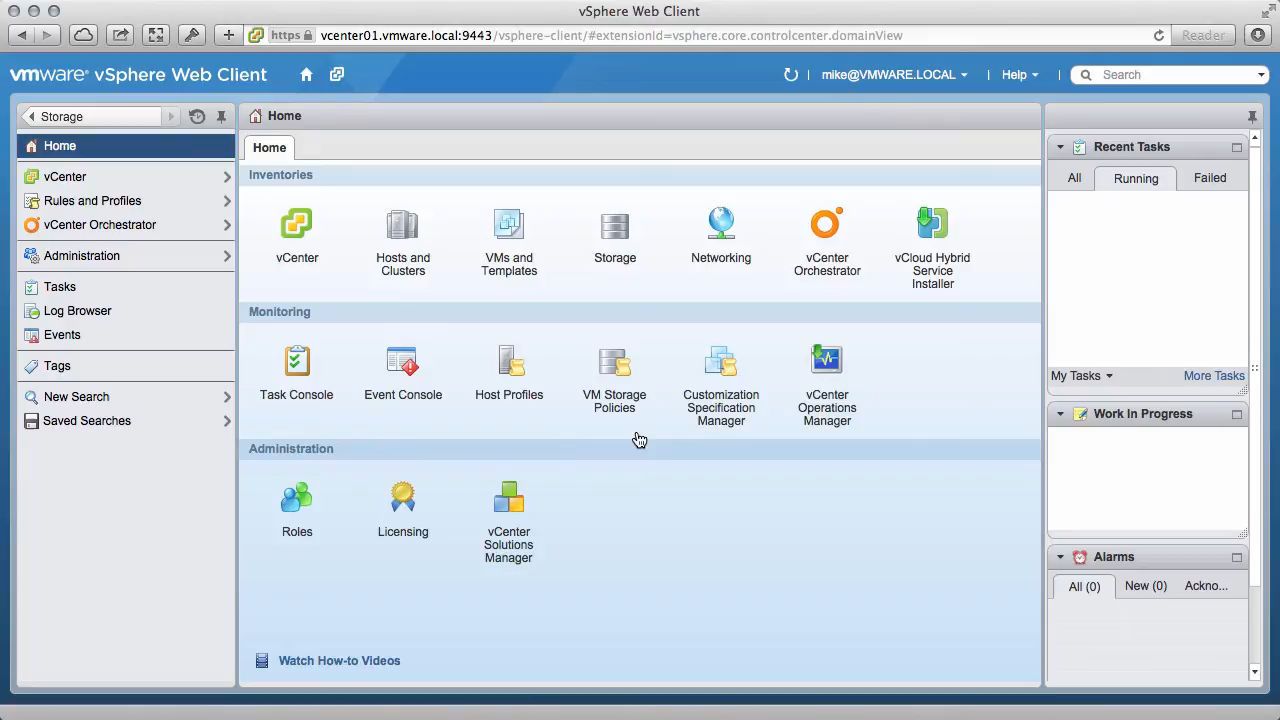 vSphere Web Client
https vcenter01.vmware.local:9443/vsphere-client/#extensionId=vsphere.core.controlcenter.domainView Reader
vmware® vSphere Web Client mike@VMWARE.LOCAL Help Search
Storage
Home
vCenter
Rules and Profiles
vCenter Orchestrator
Administration
Tasks
Log Browser
Events
Tags
New Search
Saved Searches
Home
Home
Inventories
vCenter
Hosts and
Clusters
VMs and
Templates
Storage
Networking
vCenter
Orchestrator
vCloud Hybrid
Service
Installer
Monitoring
Task Console
Event Console
Host Profiles
VM Storage
Policies
Customization
Specification
Manager
vCenter
Operations
Manager
Administration
Roles
Licensing
vCenter
Solutions
Manager
Watch How-to Videos
Recent Tasks
All Running Failed
My Tasks More Tasks
Work In Progress
Alarms
All (0) New (0) Ackno...